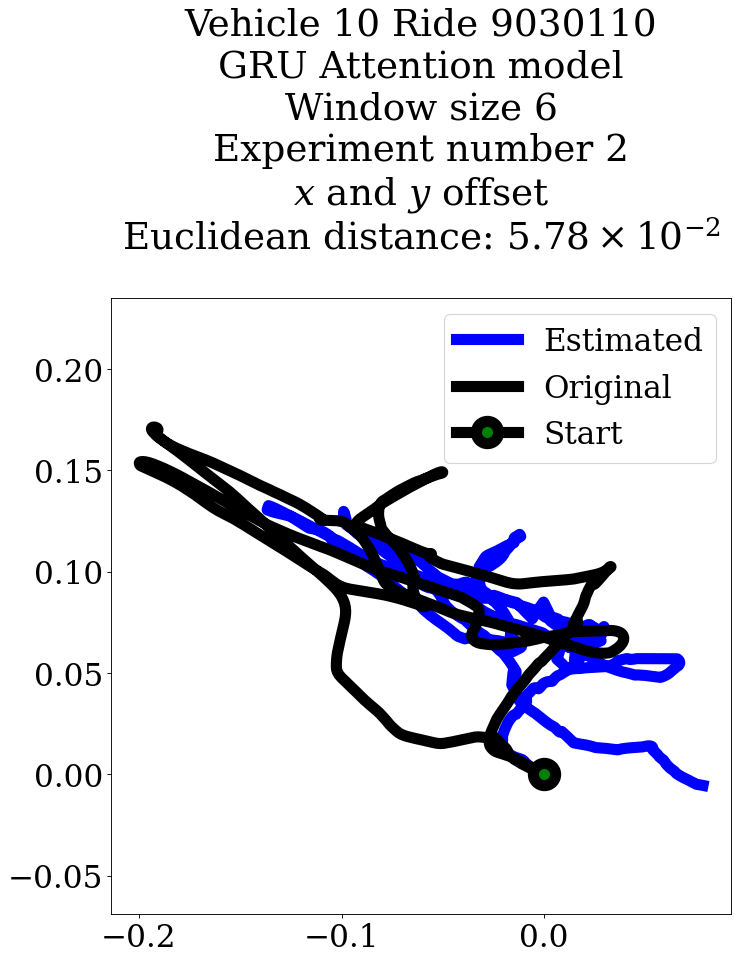 Vehicle 10 Ride 9030110
GRU Attention model
Window size 6
Experiment number 2
x and y offset
Euclidean distance: 5.78 × 10⁻²
Estimated
Original
Start
0.20
0.15
0.10
0.05
0.00
−0.05
−0.2 −0.1 0.0